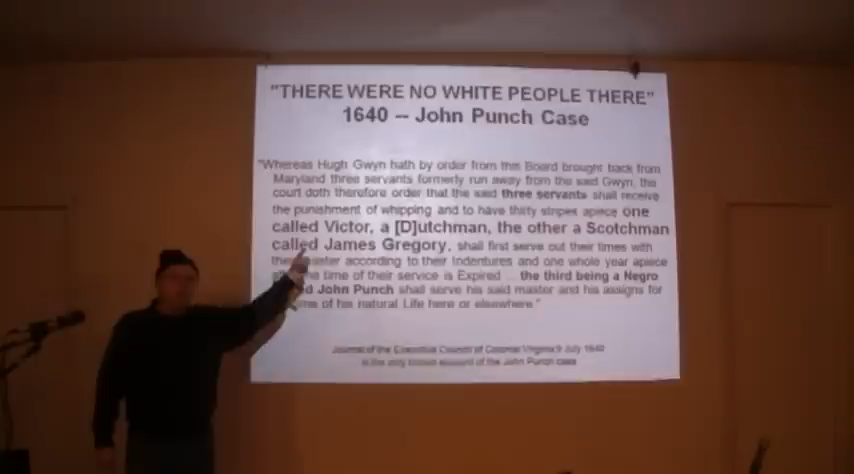 "THERE WERE NO WHITE PEOPLE THERE"
1640 -- John Punch Case
"Whereas Hugh Gwyn hath by order from this Board brought back from
Maryland three servants formerly run away from the said Gwyn, the
court doth therefore order that the said three servants shall receive
the punishment of whipping and to have thirty stripes apiece one
called Victor, a [D]utchman, the other a Scotchman
called James Gregory, shall first serve out their times with
master according to their Indentures and one whole year apiece
time of their service is Expired ... the third being a Negro
John Punch shall serve his said master and his assigns for
of his natural Life here or elsewhere."
Journal of the Executive Council of Colonial Virginia 9 July 1640
is the only known account of the John Punch case